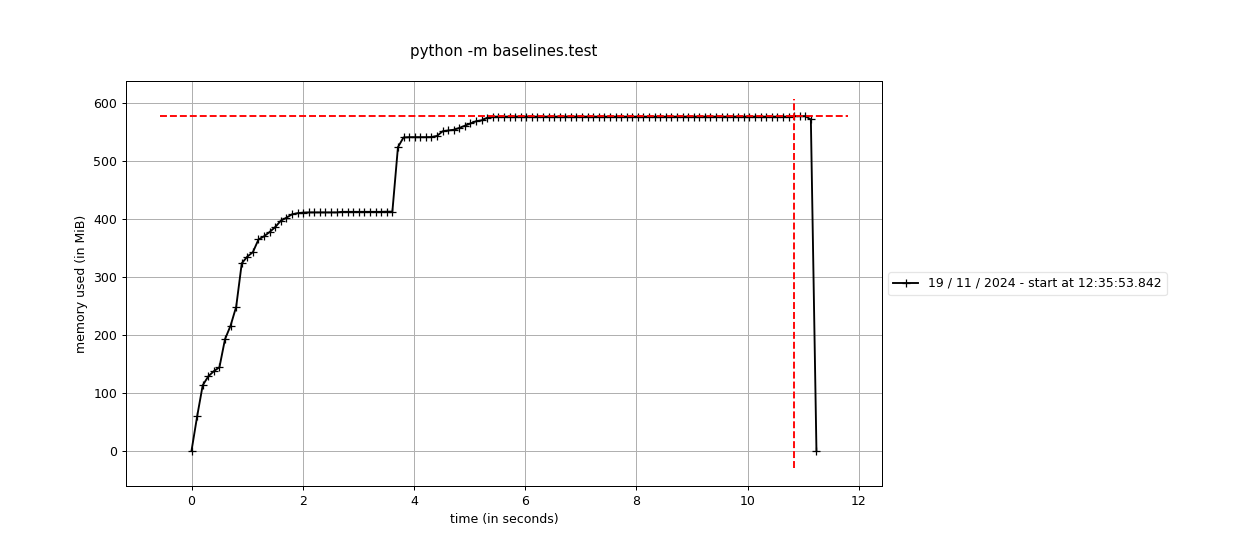 python -m baselines.test
600
500
400
300
200
100
0
memory used (in MiB)
0 2 4 6 8 10 12
time (in seconds)
19 / 11 / 2024 - start at 12:35:53.842